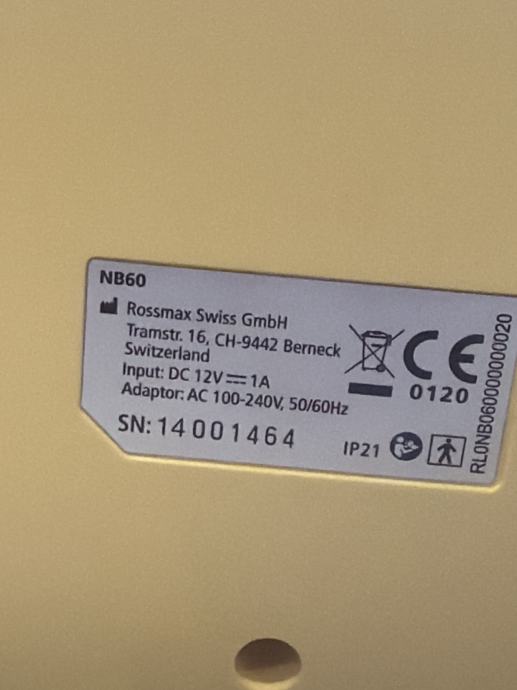 NB60
Rossmax Swiss GmbH
Tramstr. 16, CH-9442 Berneck
Switzerland
Input: DC 12V⎓1A
Adaptor: AC 100-240V, 50/60Hz
SN: 14001464
CE
0120
IP21
RL0NB060000000020